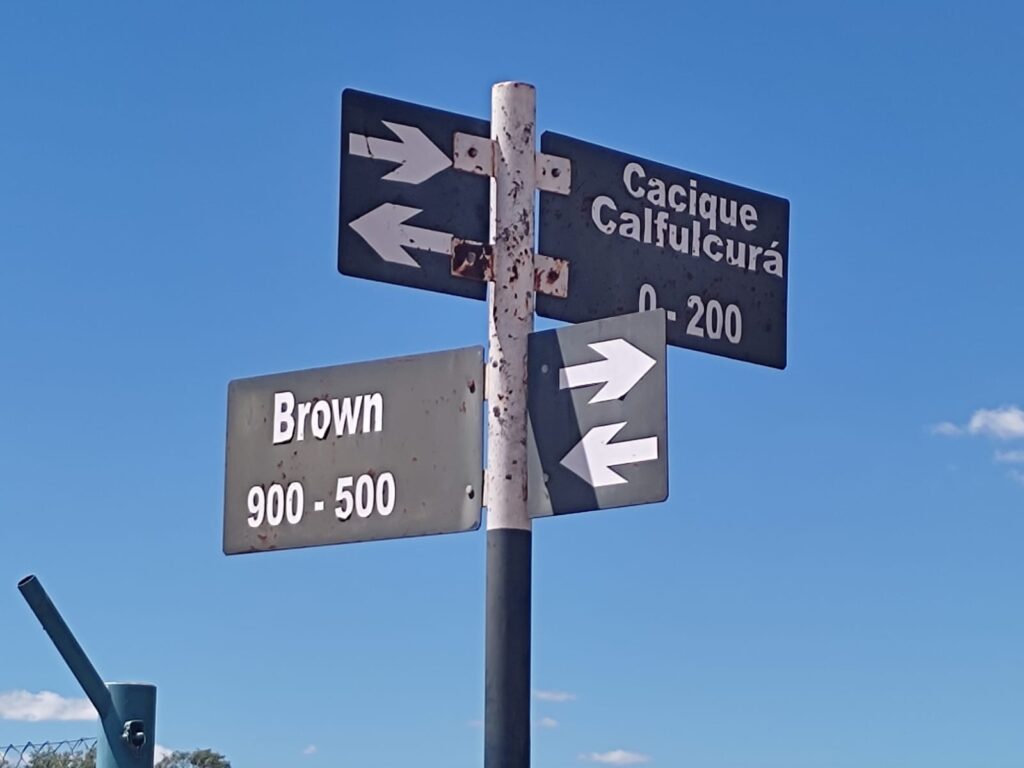 Cacique
Calfulcurá
0 - 200
Brown
900 - 500